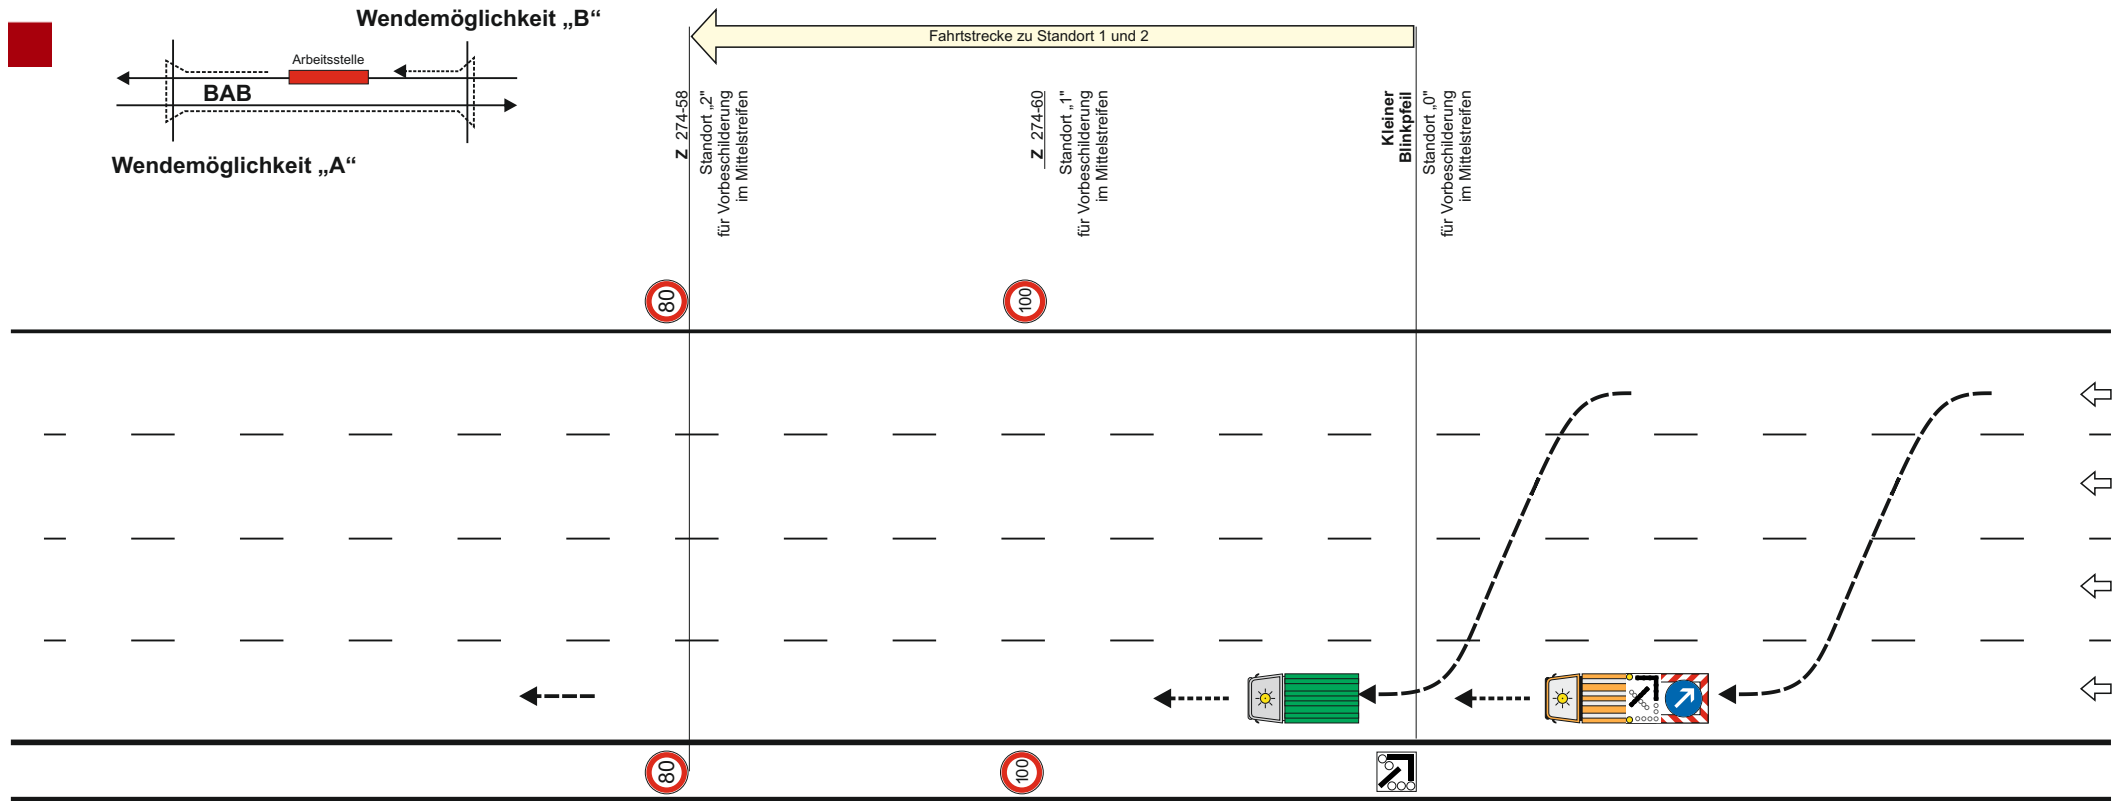 Wendemöglichkeit „B“
Arbeitsstelle
BAB
Wendemöglichkeit „A“
Fahrtstrecke zu Standort 1 und 2
Z 274-58
Standort „2"
für Vorbeschilderung
im Mittelstreifen
Z 274-60
Standort „1"
für Vorbeschilderung
im Mittelstreifen
Kleiner
Blinkpfeil
Standort „0"
für Vorbeschilderung
im Mittelstreifen
80
100
80
100